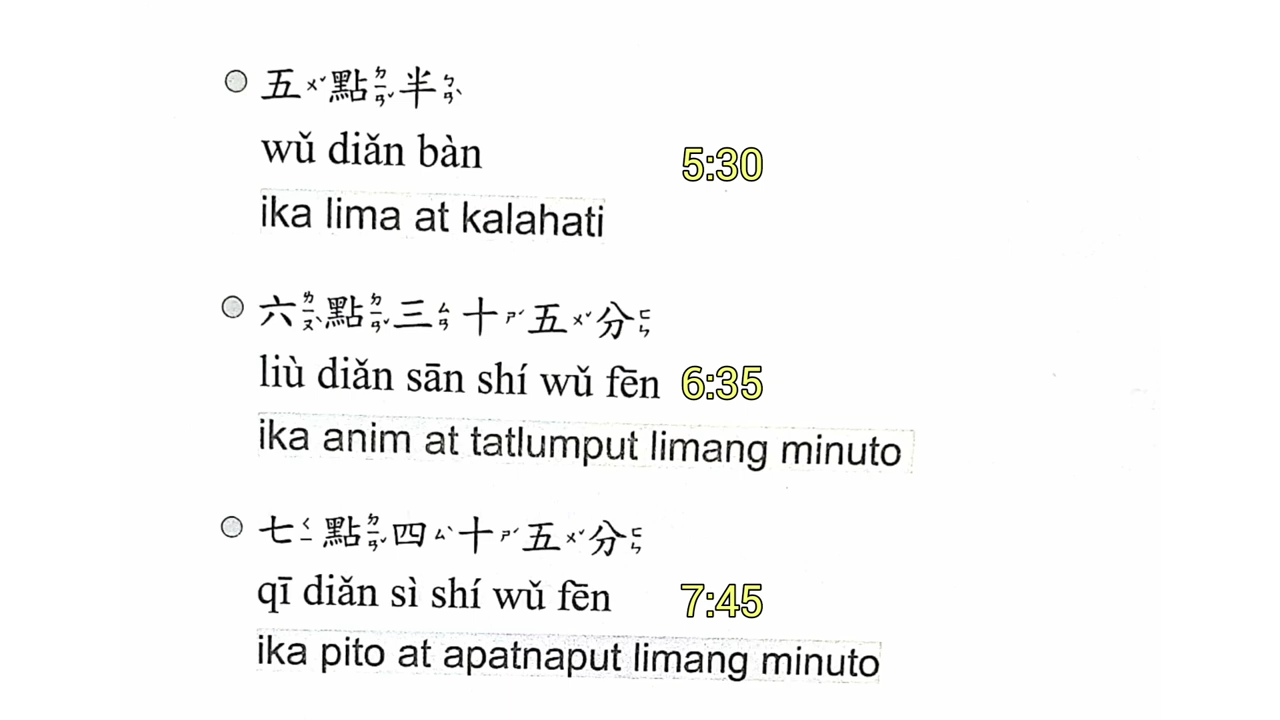 五ㄨˇ點ㄉㄧㄢˇ半ㄅㄢˋ
wǔ diǎn bàn 5:30
ika lima at kalahati
六ㄌㄧㄡˋ點ㄉㄧㄢˇ三ㄙㄢ十ㄕˊ五ㄨˇ分ㄈㄣ
liù diǎn sān shí wǔ fēn 6:35
ika anim at tatlumput limang minuto
七ㄑㄧ點ㄉㄧㄢˇ四ㄙˋ十ㄕˊ五ㄨˇ分ㄈㄣ
qī diǎn sì shí wǔ fēn 7:45
ika pito at apatnaput limang minuto